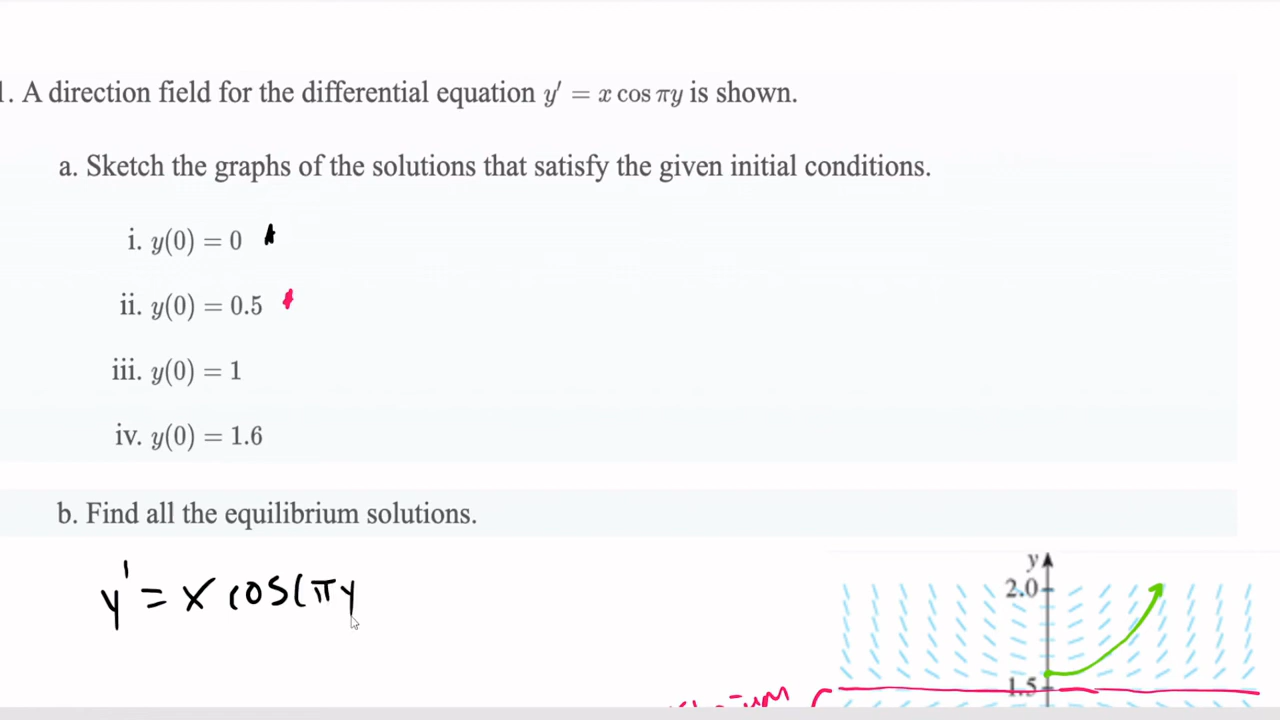 1. A direction field for the differential equation y′ = x cos πy is shown.
a. Sketch the graphs of the solutions that satisfy the given initial conditions.
i. y(0) = 0
ii. y(0) = 0.5
iii. y(0) = 1
iv. y(0) = 1.6
b. Find all the equilibrium solutions.
y' = x cos(πy
y
2.0
1.5